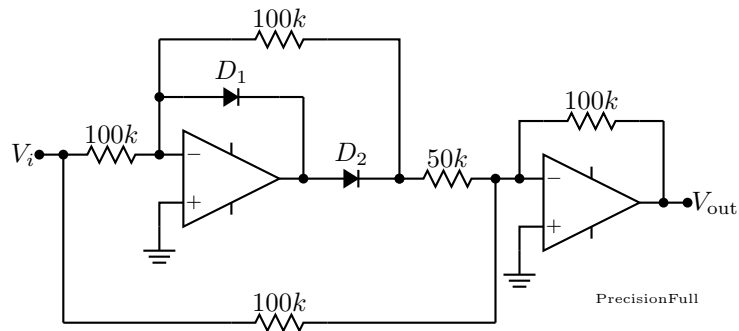 100k
D₁
100k
100k
V_i
D₂
50k
−
−
+
V_out
+
PrecisionFull
100k